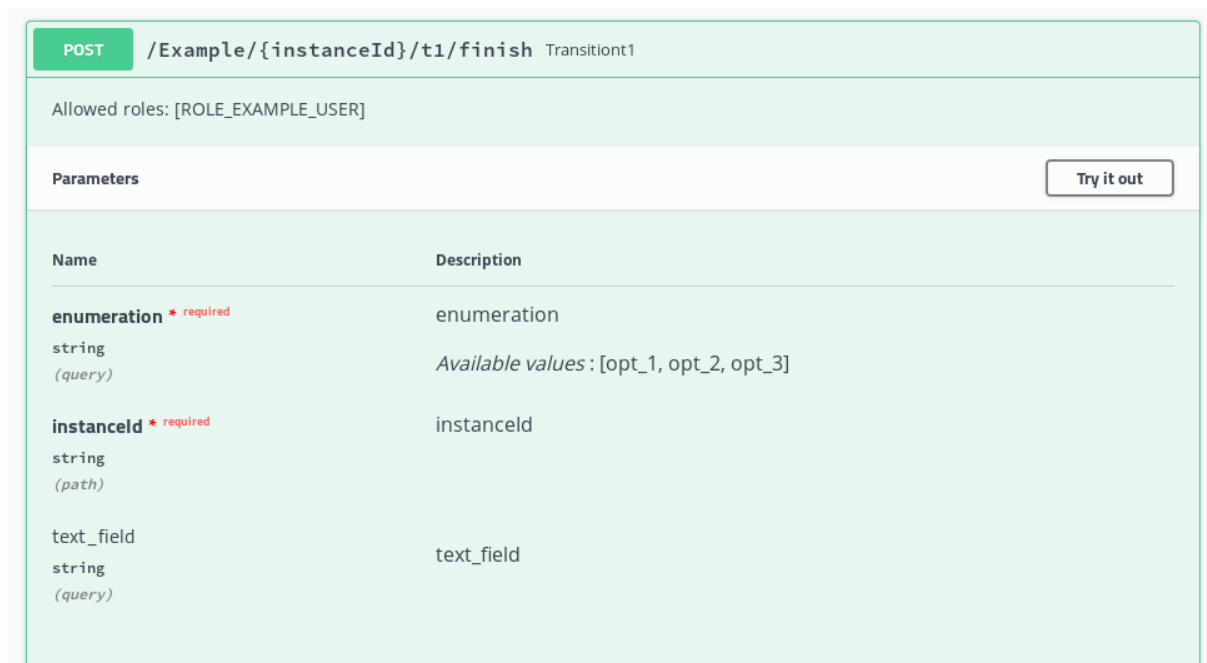 POST /Example/{instanceId}/t1/finish Transitiont1
Allowed roles: [ROLE_EXAMPLE_USER]
Parameters Try it out
Name Description
enumeration * required enumeration
string
(query)
Available values : [opt_1, opt_2, opt_3]
instanceId * required instanceId
string
(path)
text_field
string
(query)
text_field